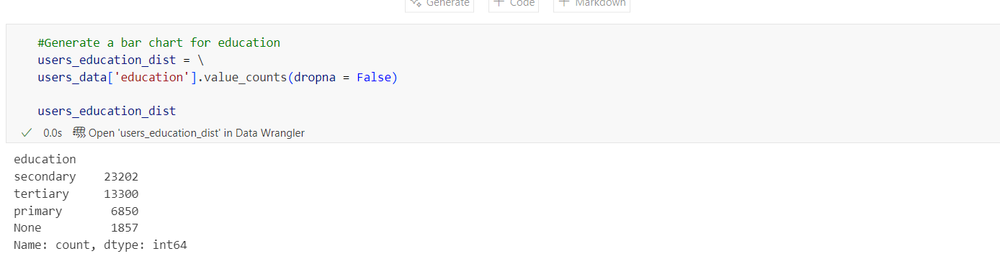 Generate
Code
Markdown
#Generate a bar chart for education
users_education_dist = \
users_data['education'].value_counts(dropna = False)
users_education_dist
0.0s Open 'users_education_dist' in Data Wrangler
education
secondary 23202
tertiary 13300
primary 6850
None 1857
Name: count, dtype: int64